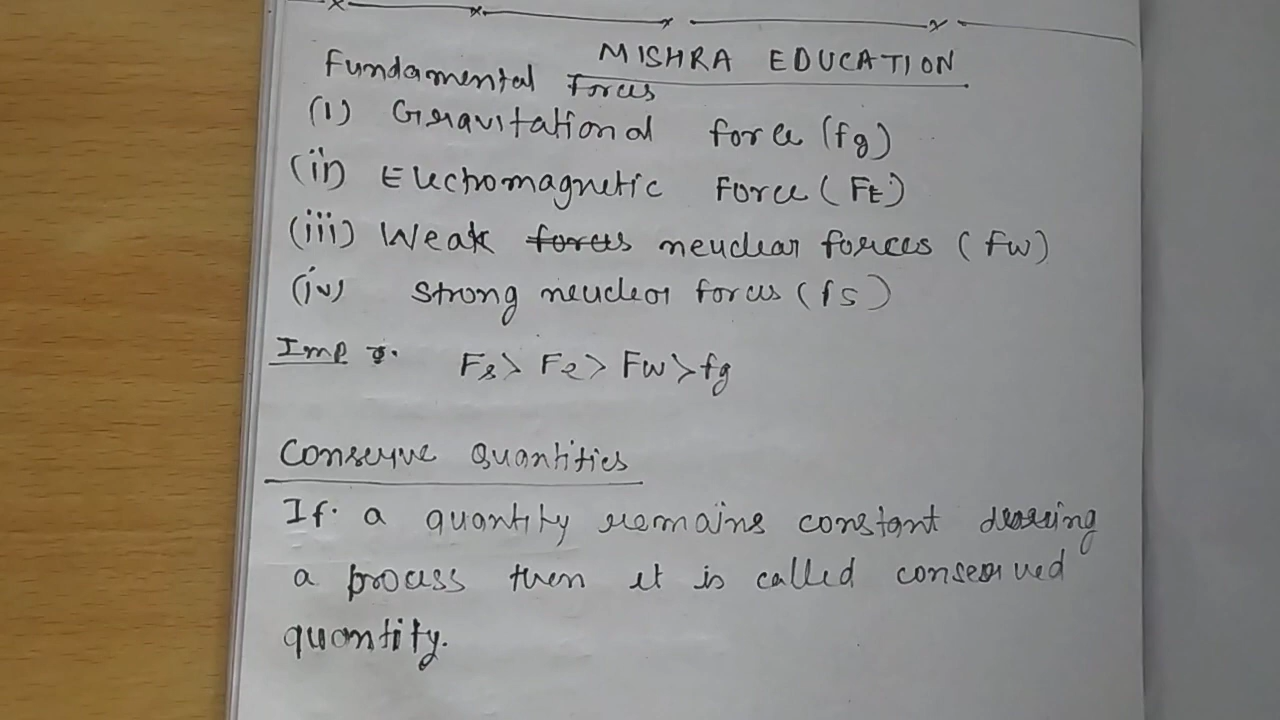 MISHRA EDUCATION
Fundamental Forces
(i) Gravitational force (fg)
(ii) Electromagnetic Force (FE)
(iii) Weak forces neuclear forces (fw)
(iv) strong neuclear forces (fs)
Imp :- Fs> Fe> Fw>fg
Conserve Quantities
If a quantity remains constant during
a process then it is called conserved
quantity.